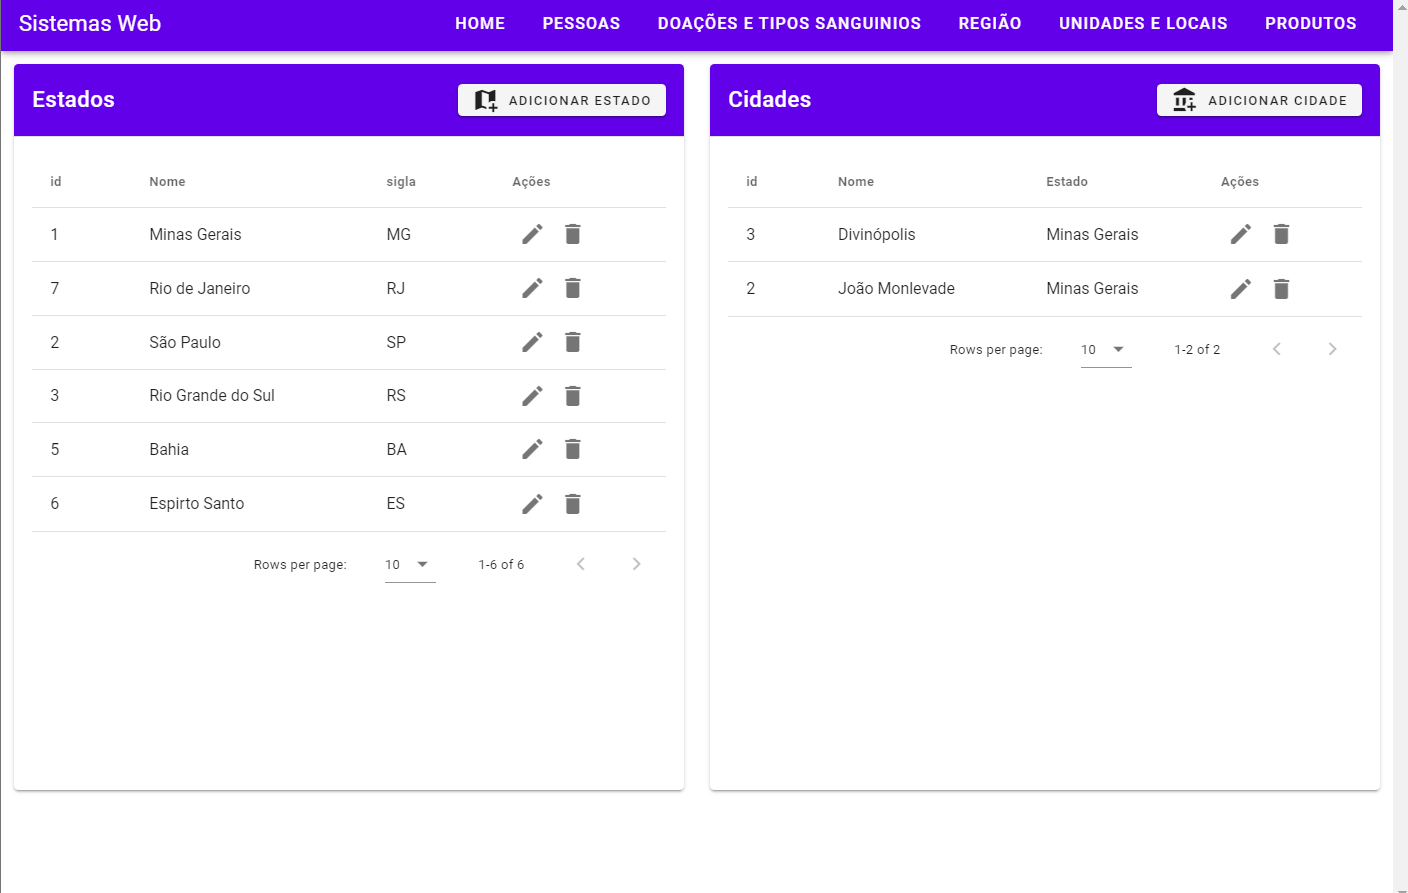 Sistemas Web HOME PESSOAS DOAÇÕES E TIPOS SANGUINIOS REGIÃO UNIDADES E LOCAIS PRODUTOS
Estados ADICIONAR ESTADO
id Nome sigla Ações
1 Minas Gerais MG
7 Rio de Janeiro RJ
2 São Paulo SP
3 Rio Grande do Sul RS
5 Bahia BA
6 Espirto Santo ES
Rows per page: 10 1-6 of 6
Cidades ADICIONAR CIDADE
id Nome Estado Ações
3 Divinópolis Minas Gerais
2 João Monlevade Minas Gerais
Rows per page: 10 1-2 of 2